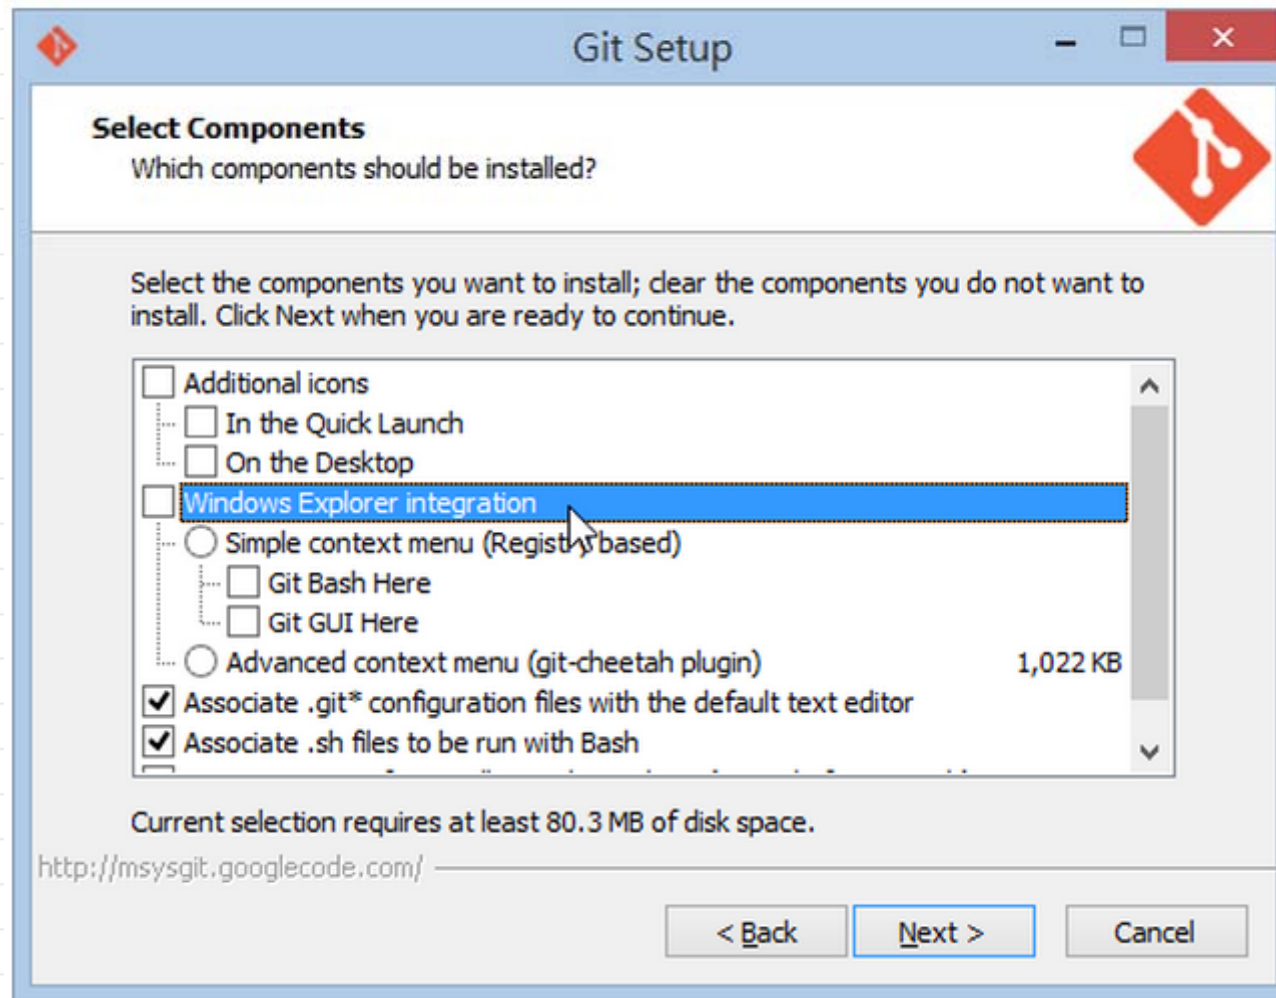 Git Setup
Select Components
Which components should be installed?
Select the components you want to install; clear the components you do not want to
install. Click Next when you are ready to continue.
Additional icons
In the Quick Launch
On the Desktop
Windows Explorer integration
Simple context menu (Registry based)
Git Bash Here
Git GUI Here
Advanced context menu (git-cheetah plugin) 1,022 KB
Associate .git* configuration files with the default text editor
Associate .sh files to be run with Bash
Current selection requires at least 80.3 MB of disk space.
http://msysgit.googlecode.com/
< Back Next > Cancel